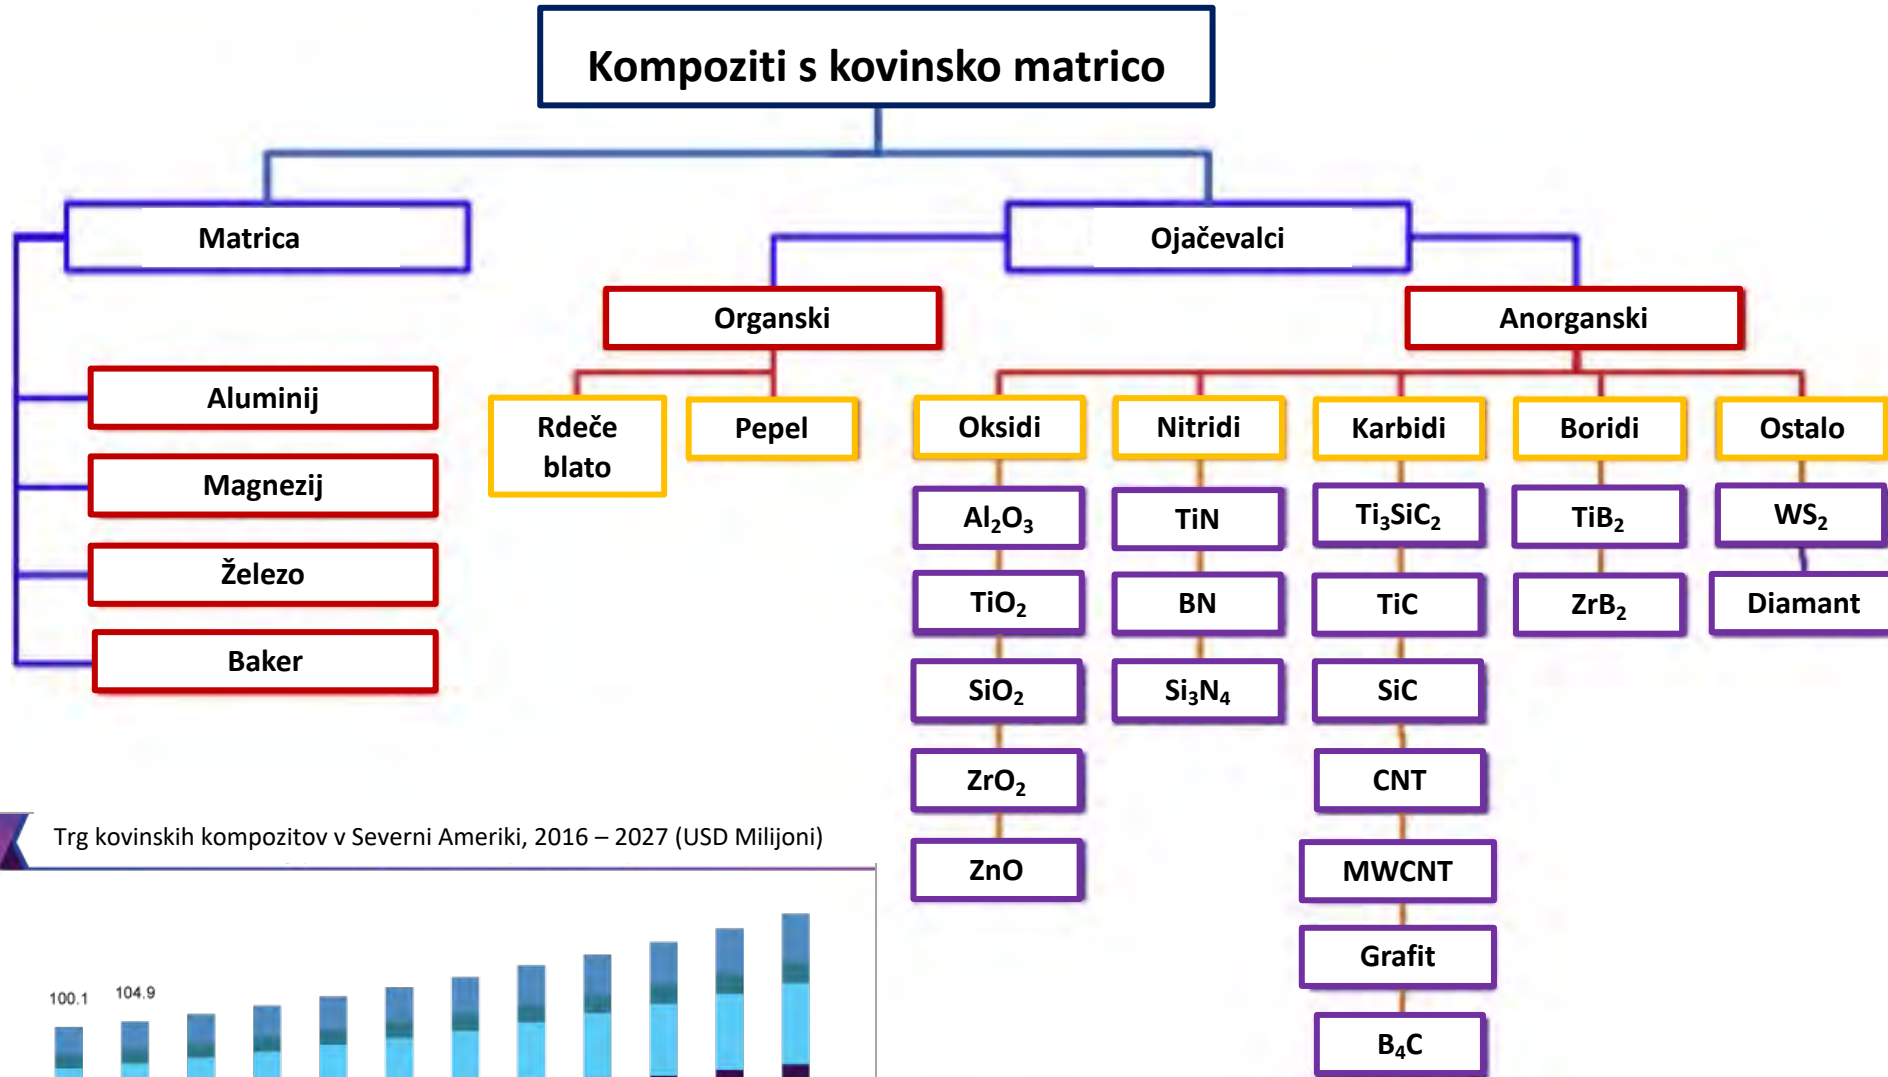 Kompoziti s kovinsko matrico
Matrica
Ojačevalci
Organski
Anorganski
Aluminij
Magnezij
Železo
Baker
Rdeče
blato
Pepel
Oksidi
Nitridi
Karbidi
Boridi
Ostalo
Al₂O₃
TiN
Ti₃SiC₂
TiB₂
WS₂
TiO₂
BN
TiC
ZrB₂
Diamant
SiO₂
Si₃N₄
SiC
ZrO₂
CNT
ZnO
MWCNT
Grafit
B₄C
Trg kovinskih kompozitov v Severni Ameriki, 2016 – 2027 (USD Milijoni)
100.1
104.9